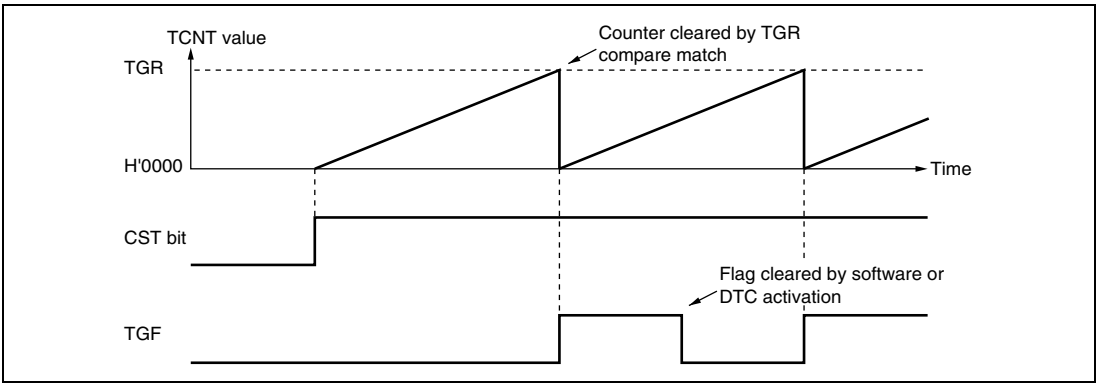 TCNT value
Counter cleared by TGR
compare match
TGR
H'0000
Time
CST bit
Flag cleared by software or
DTC activation
TGF